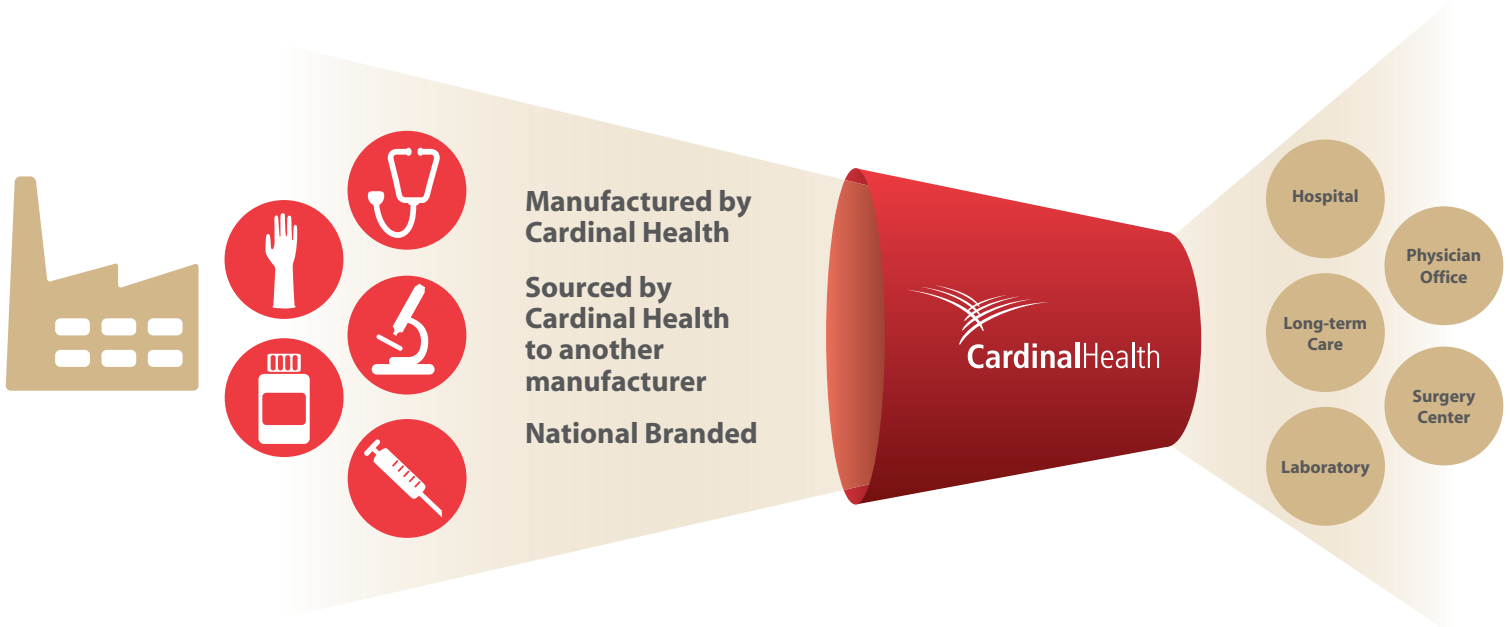 Manufactured by
Cardinal Health
Sourced by
Cardinal Health
to another
manufacturer
National Branded
CardinalHealth
Hospital
Physician
Office
Long-term
Care
Surgery
Center
Laboratory